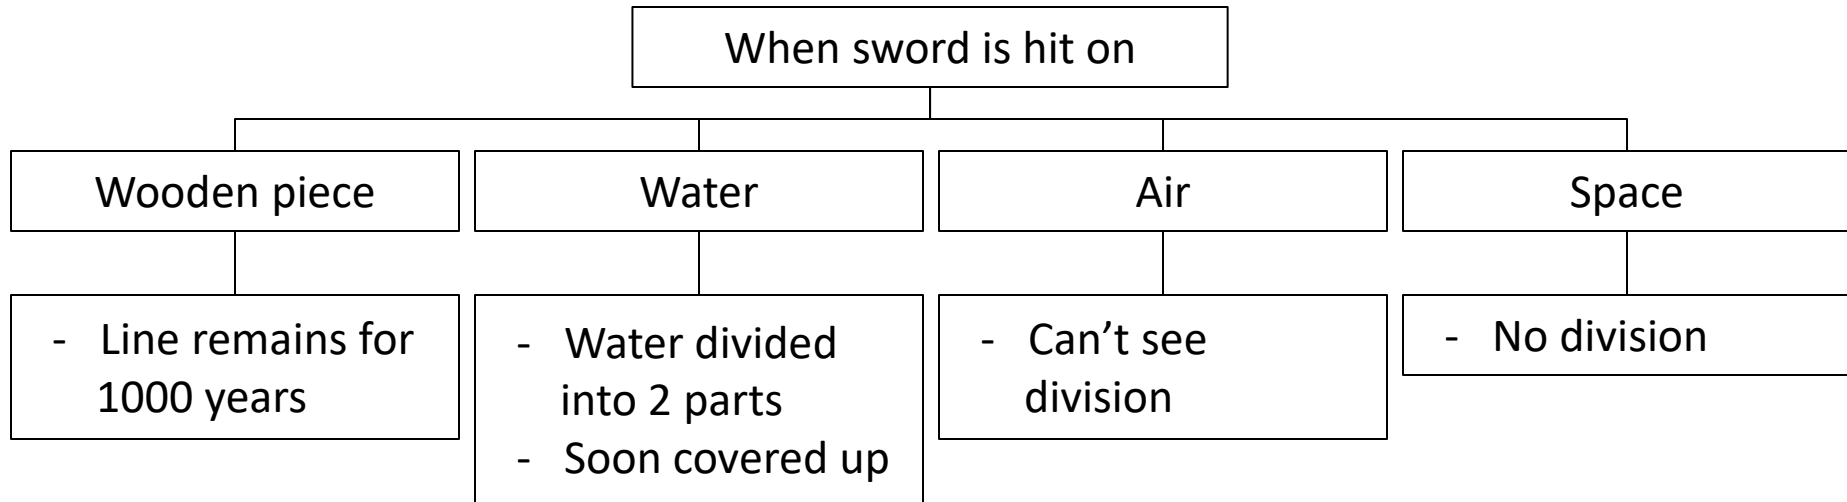 When sword is hit on
Wooden piece
Water
Air
Space
- Line remains for
1000 years
- Water divided
into 2 parts
- Soon covered up
- Can’t see
division
- No division